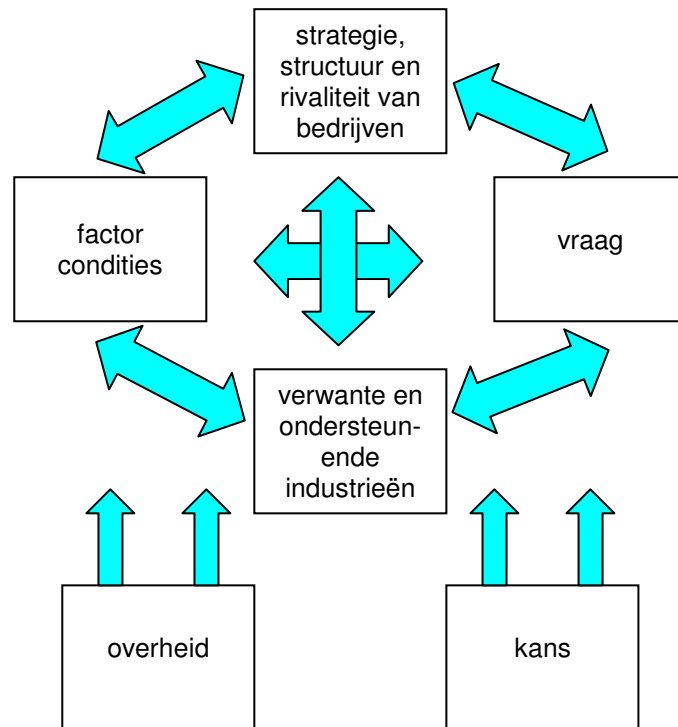 strategie,
structuur en
rivaliteit van
bedrijven
factor
condities
vraag
verwante en
ondersteun-
ende
industrieën
overheid
kans